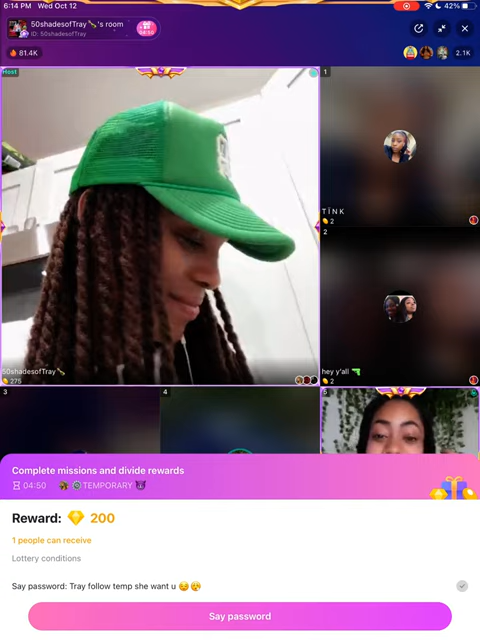 6:14 PM Wed Oct 12
42%
50shadesofTray🦒's room
ID: 50shadesofTray
04:50
81.4K
2.1K
Host
1
TINK
2
2
hey y'all 🔫
2
50shadesofTray🦒
275
3
4
5
Complete missions and divide rewards
04:50 TEMPORARY 😈
Reward: 200
1 people can receive
Lottery conditions
Say password: Tray follow temp she want u 😏🥴
Say password